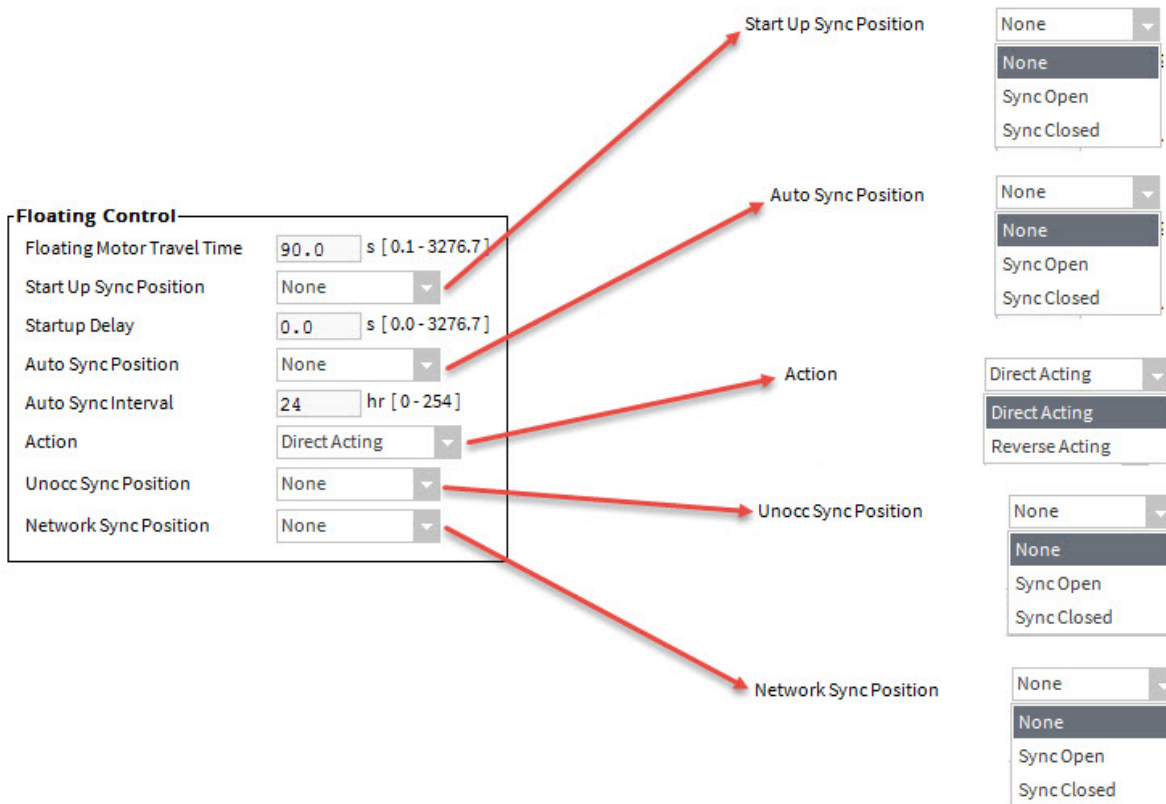 Floating Control
Floating Motor Travel Time 90.0 s [ 0.1 - 3276.7 ]
Start Up Sync Position None
Startup Delay 0.0 s [ 0.0 - 3276.7 ]
Auto Sync Position None
Auto Sync Interval 24 hr [ 0 - 254 ]
Action Direct Acting
Unocc Sync Position None
Network Sync Position None
Start Up Sync Position None
None
Sync Open
Sync Closed
Auto Sync Position None
None
Sync Open
Sync Closed
Action Direct Acting
Direct Acting
Reverse Acting
Unocc Sync Position None
None
Sync Open
Sync Closed
Network Sync Position None
None
Sync Open
Sync Closed